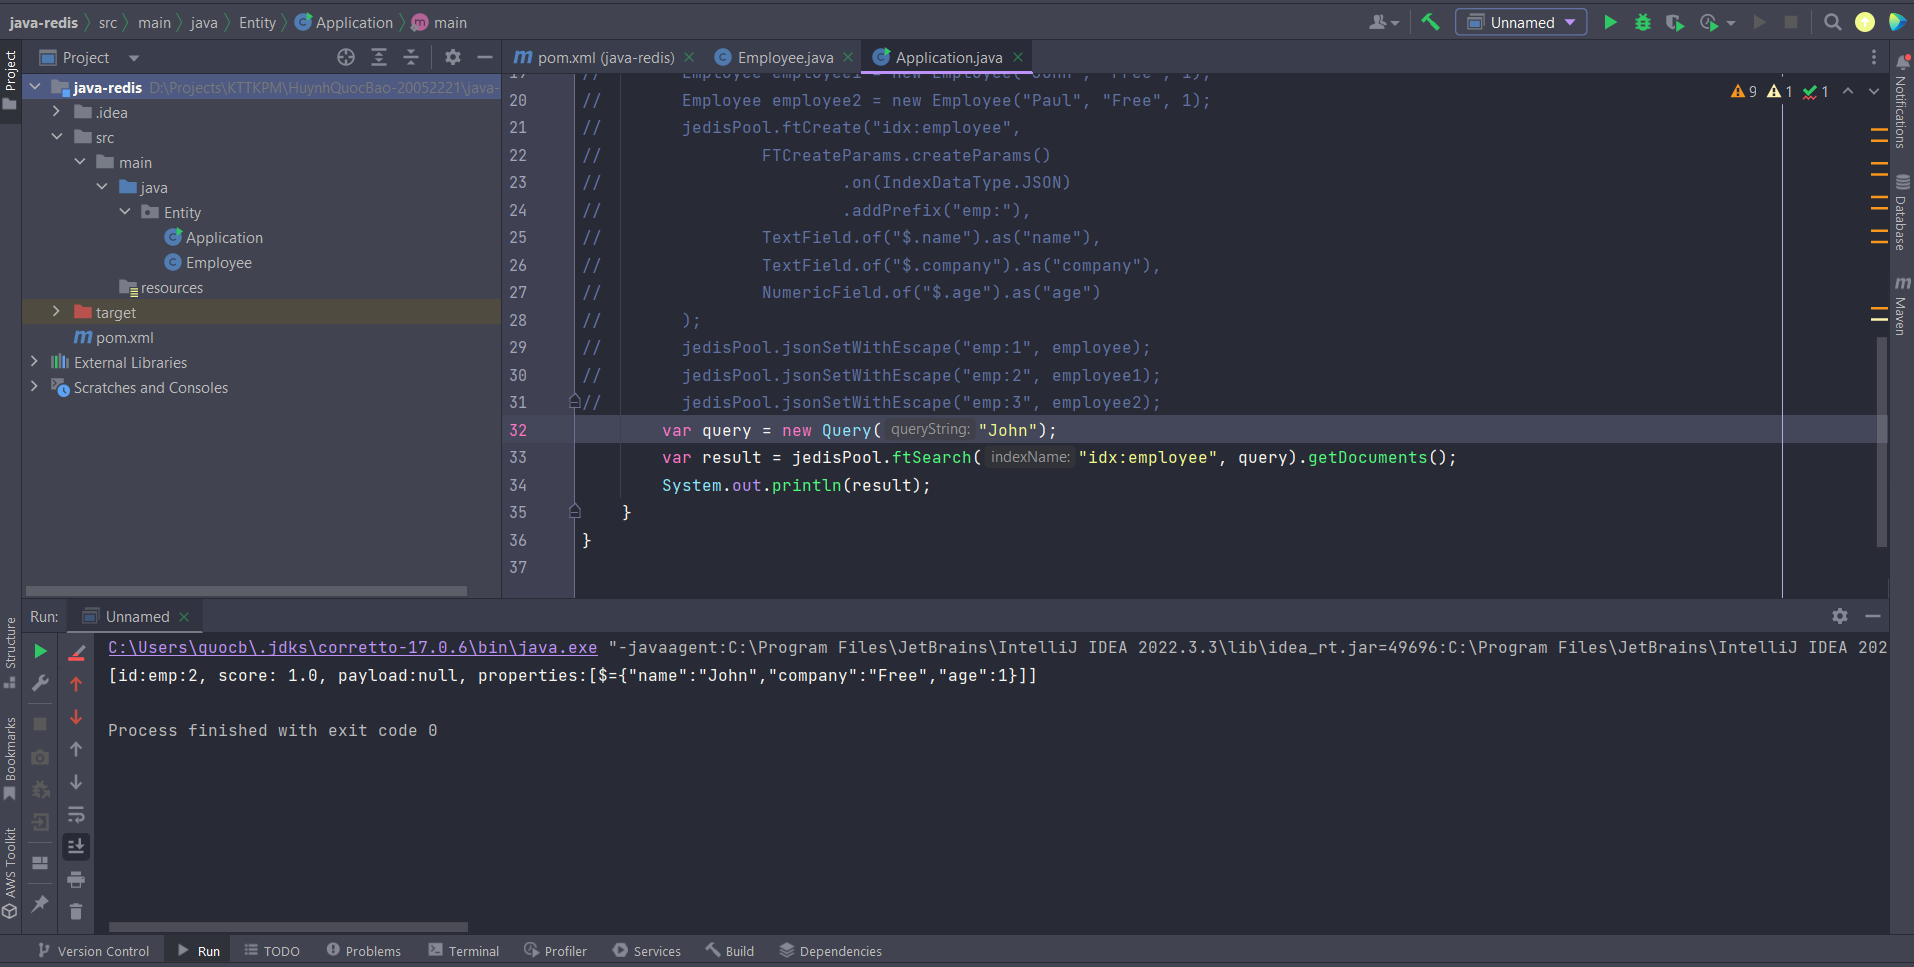 java-redis 〉 src 〉 main 〉 java 〉 Entity 〉 Application 〉 main
Unnamed
Project
pom.xml (java-redis)
Employee.java
Application.java
java-redis D:\Projects\KTTKPM\HuynhQuocBao-20052221\java-
.idea
src
main
java
Entity
Application
Employee
resources
target
pom.xml
External Libraries
Scratches and Consoles
9 1 1
19 // Employee employee1 = new Employee("John", "Free", 1);
20 // Employee employee2 = new Employee("Paul", "Free", 1);
21 // jedisPool.ftCreate("idx:employee",
22 // FTCreateParams.createParams()
23 // .on(IndexDataType.JSON)
24 // .addPrefix("emp:"),
25 // TextField.of("$.name").as("name"),
26 // TextField.of("$.company").as("company"),
27 // NumericField.of("$.age").as("age")
28 // );
29 // jedisPool.jsonSetWithEscape("emp:1", employee);
30 // jedisPool.jsonSetWithEscape("emp:2", employee1);
31 // jedisPool.jsonSetWithEscape("emp:3", employee2);
32 var query = new Query( queryString: "John");
33 var result = jedisPool.ftSearch( indexName: "idx:employee", query).getDocuments();
34 System.out.println(result);
35 }
36 }
37
Project
Structure
Bookmarks
AWS Toolkit
Notifications
Database
Maven
Run: Unnamed
C:\Users\quocb\.jdks\corretto-17.0.6\bin\java.exe "-javaagent:C:\Program Files\JetBrains\IntelliJ IDEA 2022.3.3\lib\idea_rt.jar=49696:C:\Program Files\JetBrains\IntelliJ IDEA 202
[id:emp:2, score: 1.0, payload:null, properties:[$={"name":"John","company":"Free","age":1}]]
Process finished with exit code 0
Version Control Run TODO Problems Terminal Profiler Services Build Dependencies